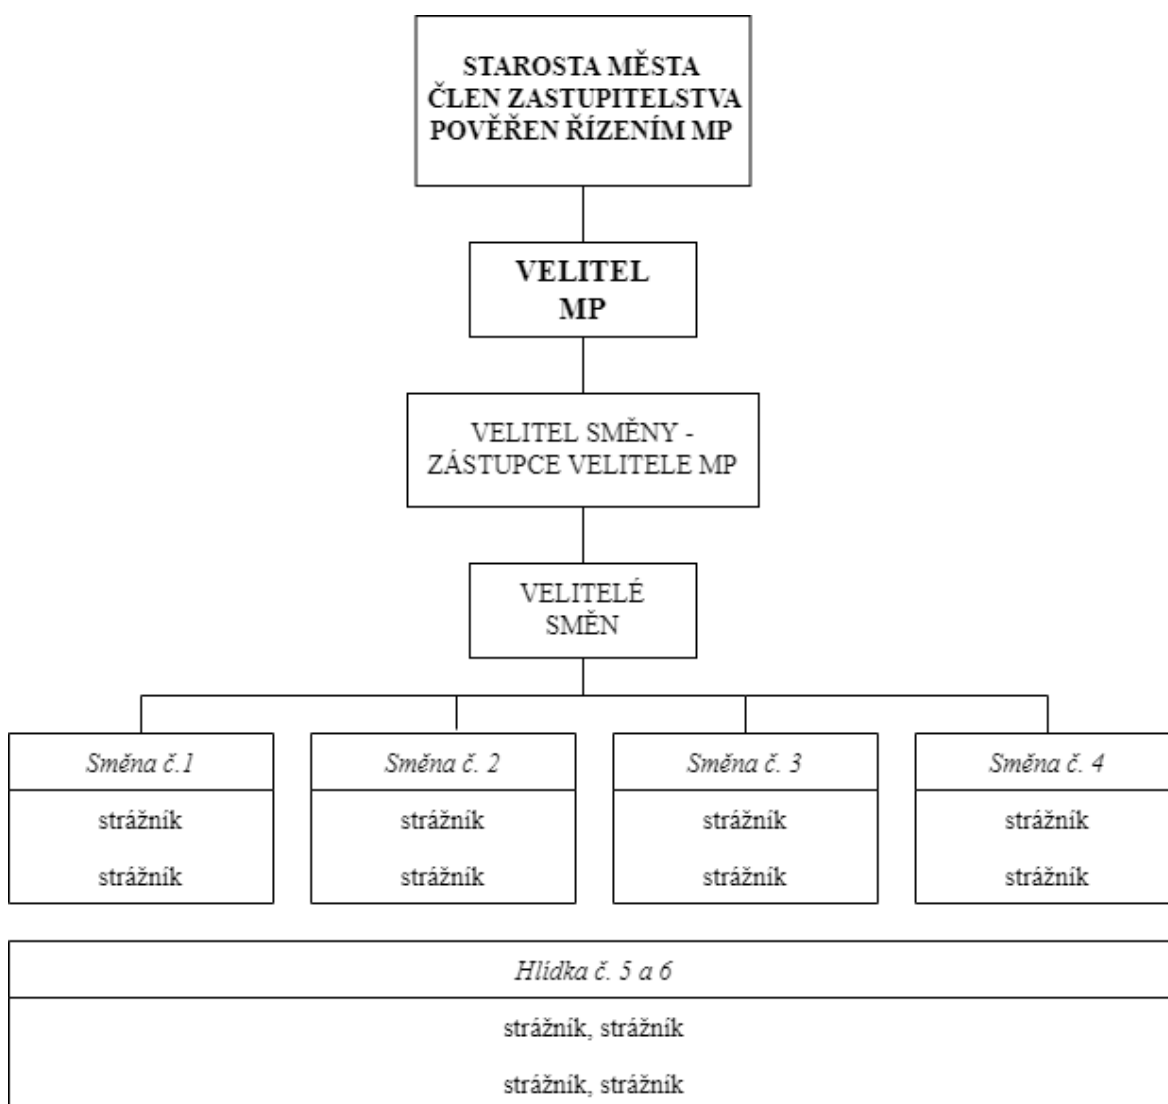 STAROSTA MĚSTA
ČLEN ZASTUPITELSTVA
POVĚŘEN ŘÍZENÍM MP
VELITEL
MP
VELITEL SMĚNY -
ZÁSTUPCE VELITELE MP
VELITELÉ
SMĚN
Směna č.1
strážník
strážník
Směna č. 2
strážník
strážník
Směna č. 3
strážník
strážník
Směna č. 4
strážník
strážník
Hlídka č. 5 a 6
strážník, strážník
strážník, strážník